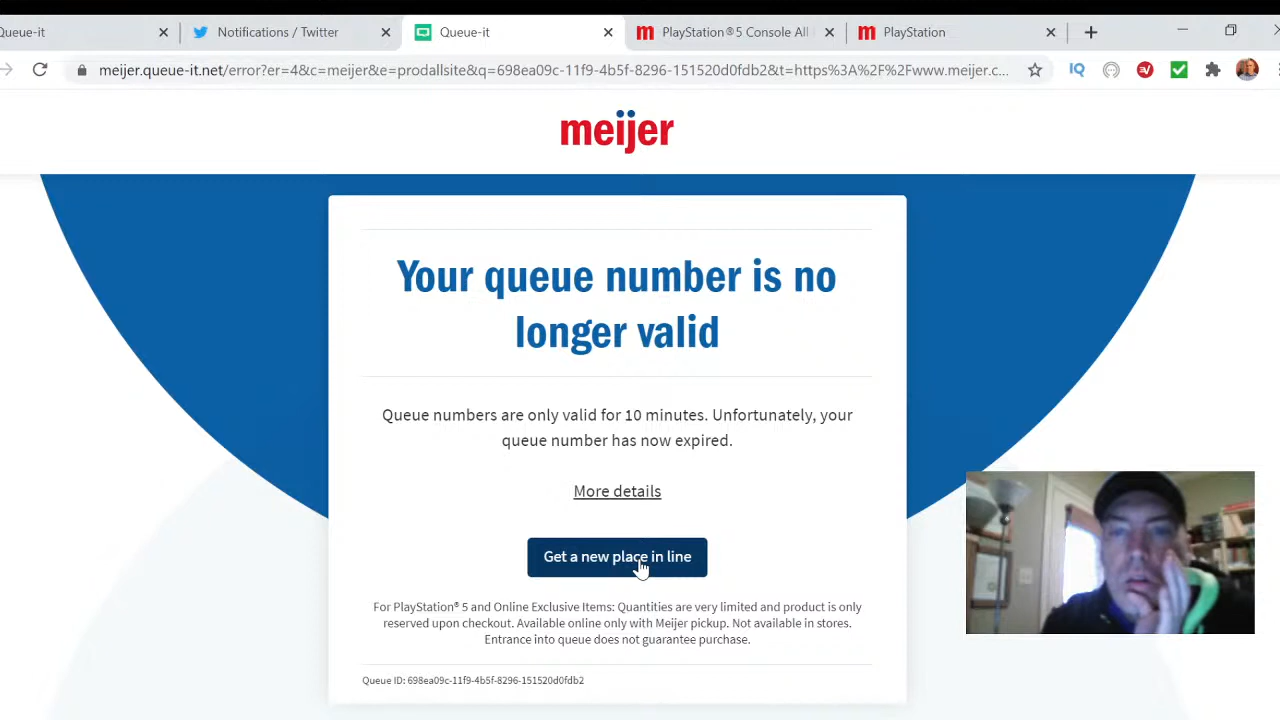 Queue-it
Notifications / Twitter
Queue-it
PlayStation®5 Console All
PlayStation
meijer.queue-it.net/error?er=4&c=meijer&e=prodallsite&q=698ea09c-11f9-4b5f-8296-151520d0fdb2&t=https%3A%2F%2Fwww.meijer.c...
meijer
Your queue number is no
longer valid
Queue numbers are only valid for 10 minutes. Unfortunately, your
queue number has now expired.
More details
Get a new place in line
For PlayStation® 5 and Online Exclusive Items: Quantities are very limited and product is only
reserved upon checkout. Available online only with Meijer pickup. Not available in stores.
Entrance into queue does not guarantee purchase.
Queue ID: 698ea09c-11f9-4b5f-8296-151520d0fdb2